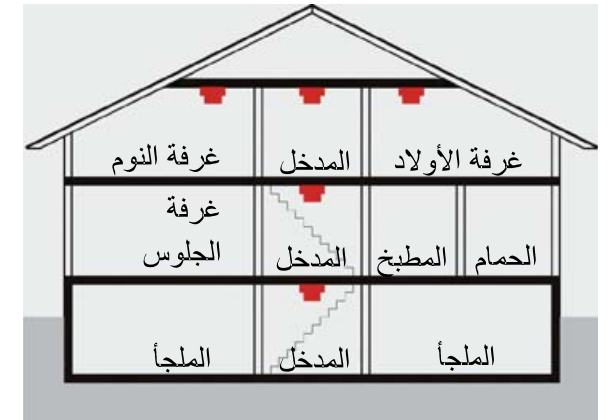 غرفة الأولاد
المدخل
غرفة النوم
الحمام
المطبخ
المدخل
غرفة
الجلوس
الملجأ
المدخل
الملجأ